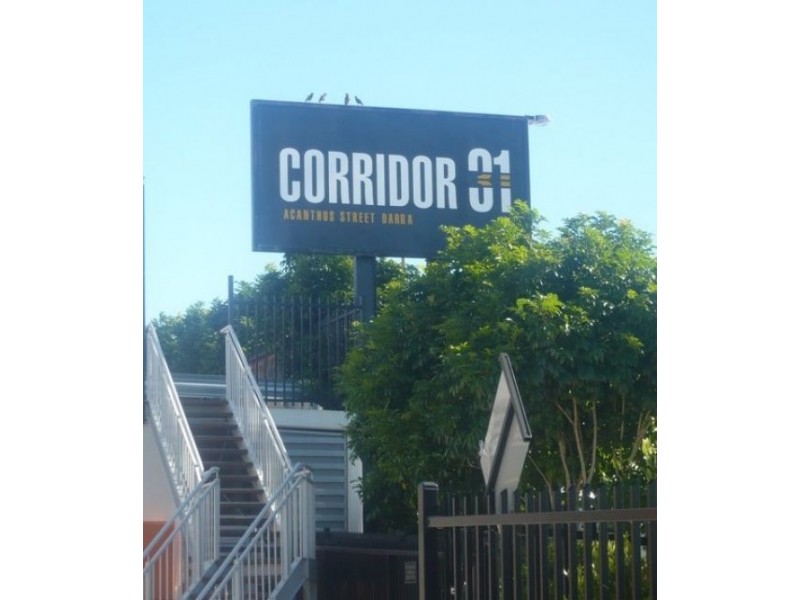 CORRIDOR 31
ACANTHUS STREET DARRA